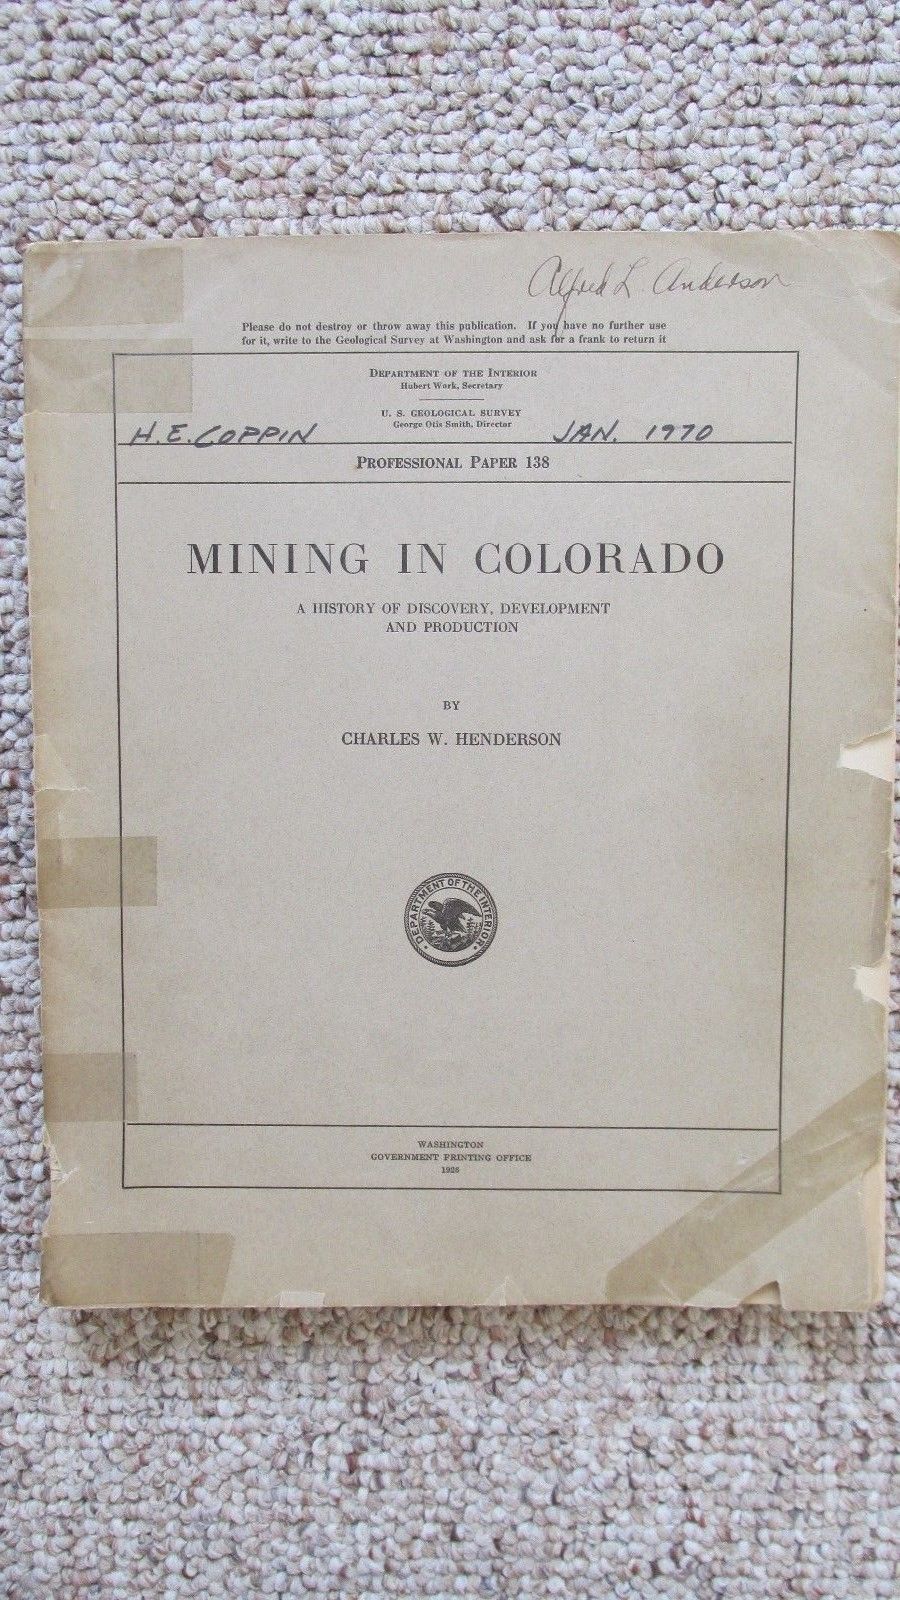 Alfred L. Anderson
Please do not destroy or throw away this publication. If you have no further use
for it, write to the Geological Survey at Washington and ask for a frank to return it
DEPARTMENT OF THE INTERIOR
Hubert Work, Secretary
U. S. GEOLOGICAL SURVEY
George Otis Smith, Director
H. E. COPPIN JAN. 1970
PROFESSIONAL PAPER 138
MINING IN COLORADO
A HISTORY OF DISCOVERY, DEVELOPMENT
AND PRODUCTION
BY
CHARLES W. HENDERSON
DEPARTMENT OF THE INTERIOR
WASHINGTON
GOVERNMENT PRINTING OFFICE
1926